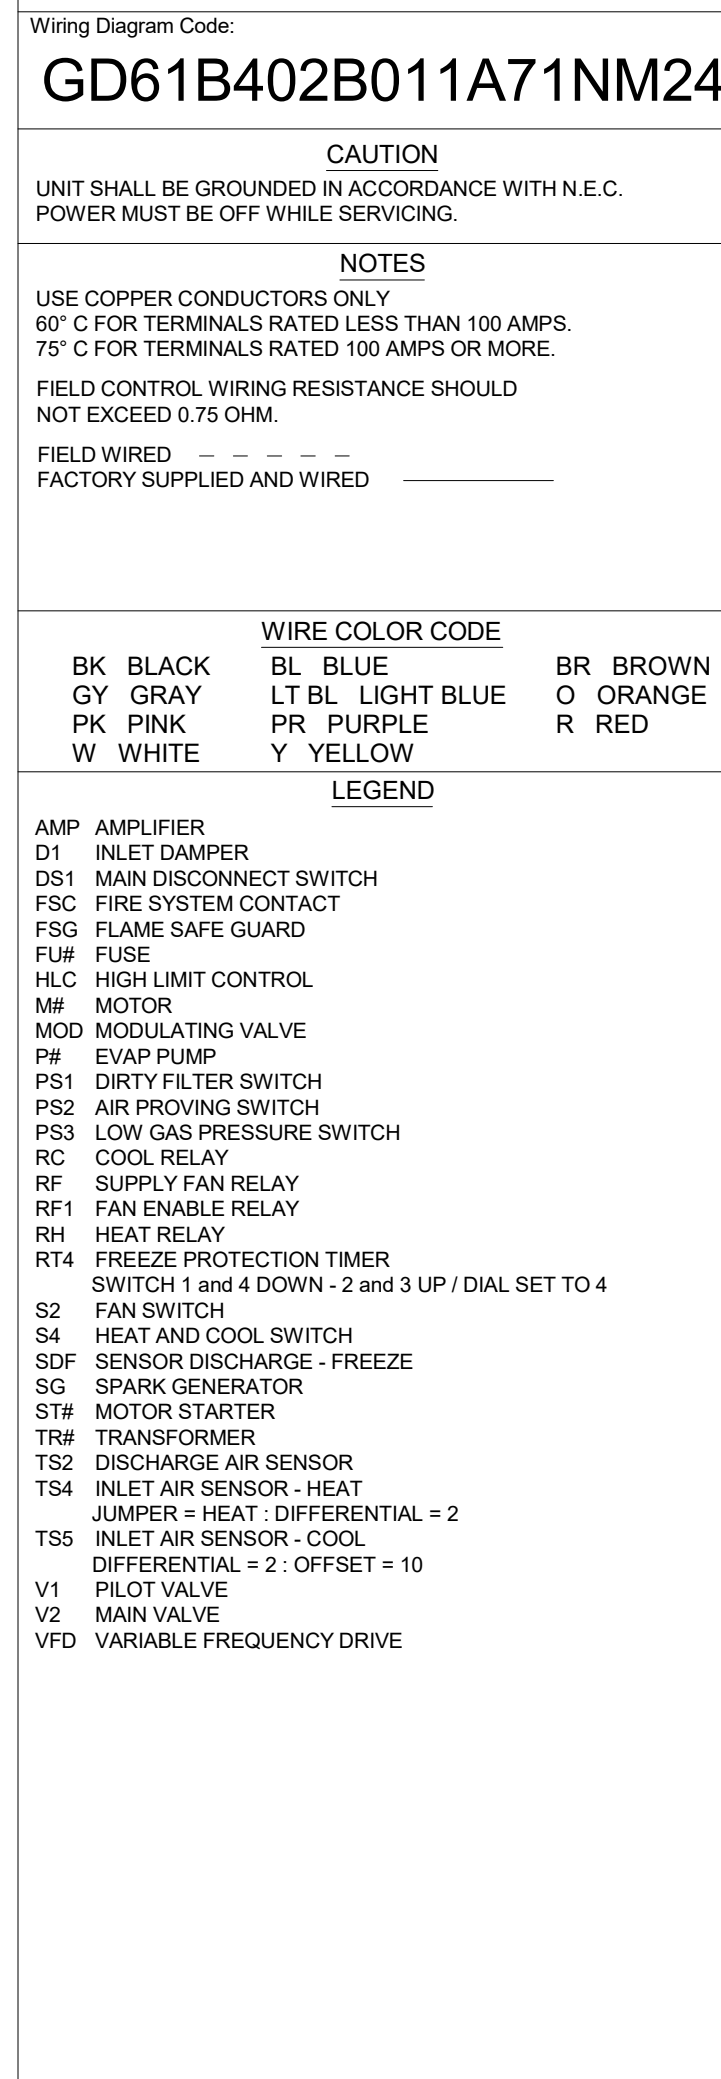 Wiring Diagram Code:
GD61B402B011A71NM24
CAUTION
UNIT SHALL BE GROUNDED IN ACCORDANCE WITH N.E.C.
POWER MUST BE OFF WHILE SERVICING.
NOTES
USE COPPER CONDUCTORS ONLY
60° C FOR TERMINALS RATED LESS THAN 100 AMPS.
75° C FOR TERMINALS RATED 100 AMPS OR MORE.
FIELD CONTROL WIRING RESISTANCE SHOULD
NOT EXCEED 0.75 OHM.
FIELD WIRED
FACTORY SUPPLIED AND WIRED
WIRE COLOR CODE
BK BLACK BL BLUE BR BROWN
GY GRAY LT BL LIGHT BLUE O ORANGE
PK PINK PR PURPLE R RED
W WHITE Y YELLOW
LEGEND
AMP AMPLIFIER
D1 INLET DAMPER
DS1 MAIN DISCONNECT SWITCH
FSC FIRE SYSTEM CONTACT
FSG FLAME SAFE GUARD
FU# FUSE
HLC HIGH LIMIT CONTROL
M# MOTOR
MOD MODULATING VALVE
P# EVAP PUMP
PS1 DIRTY FILTER SWITCH
PS2 AIR PROVING SWITCH
PS3 LOW GAS PRESSURE SWITCH
RC COOL RELAY
RF SUPPLY FAN RELAY
RF1 FAN ENABLE RELAY
RH HEAT RELAY
RT4 FREEZE PROTECTION TIMER
SWITCH 1 and 4 DOWN - 2 and 3 UP / DIAL SET TO 4
S2 FAN SWITCH
S4 HEAT AND COOL SWITCH
SDF SENSOR DISCHARGE - FREEZE
SG SPARK GENERATOR
ST# MOTOR STARTER
TR# TRANSFORMER
TS2 DISCHARGE AIR SENSOR
TS4 INLET AIR SENSOR - HEAT
JUMPER = HEAT : DIFFERENTIAL = 2
TS5 INLET AIR SENSOR - COOL
DIFFERENTIAL = 2 : OFFSET = 10
V1 PILOT VALVE
V2 MAIN VALVE
VFD VARIABLE FREQUENCY DRIVE